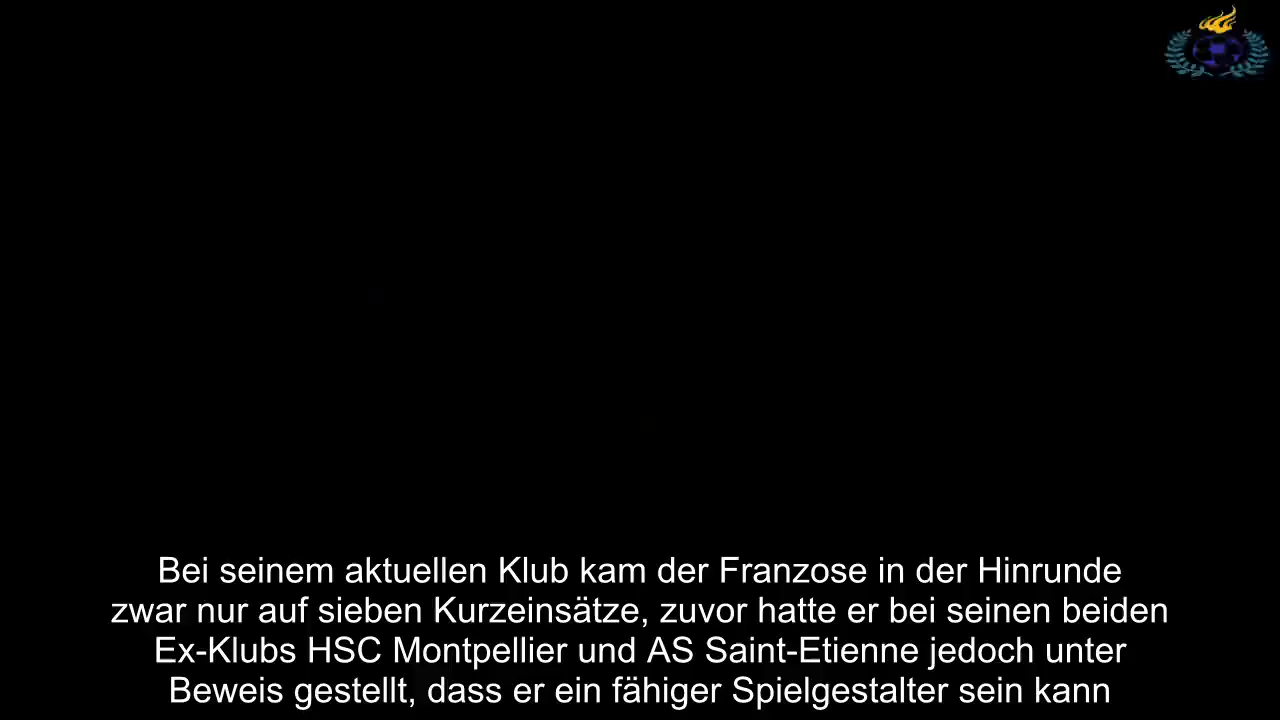 Bei seinem aktuellen Klub kam der Franzose in der Hinrunde
zwar nur auf sieben Kurzeinsätze, zuvor hatte er bei seinen beiden
Ex-Klubs HSC Montpellier und AS Saint-Etienne jedoch unter
Beweis gestellt, dass er ein fähiger Spielgestalter sein kann